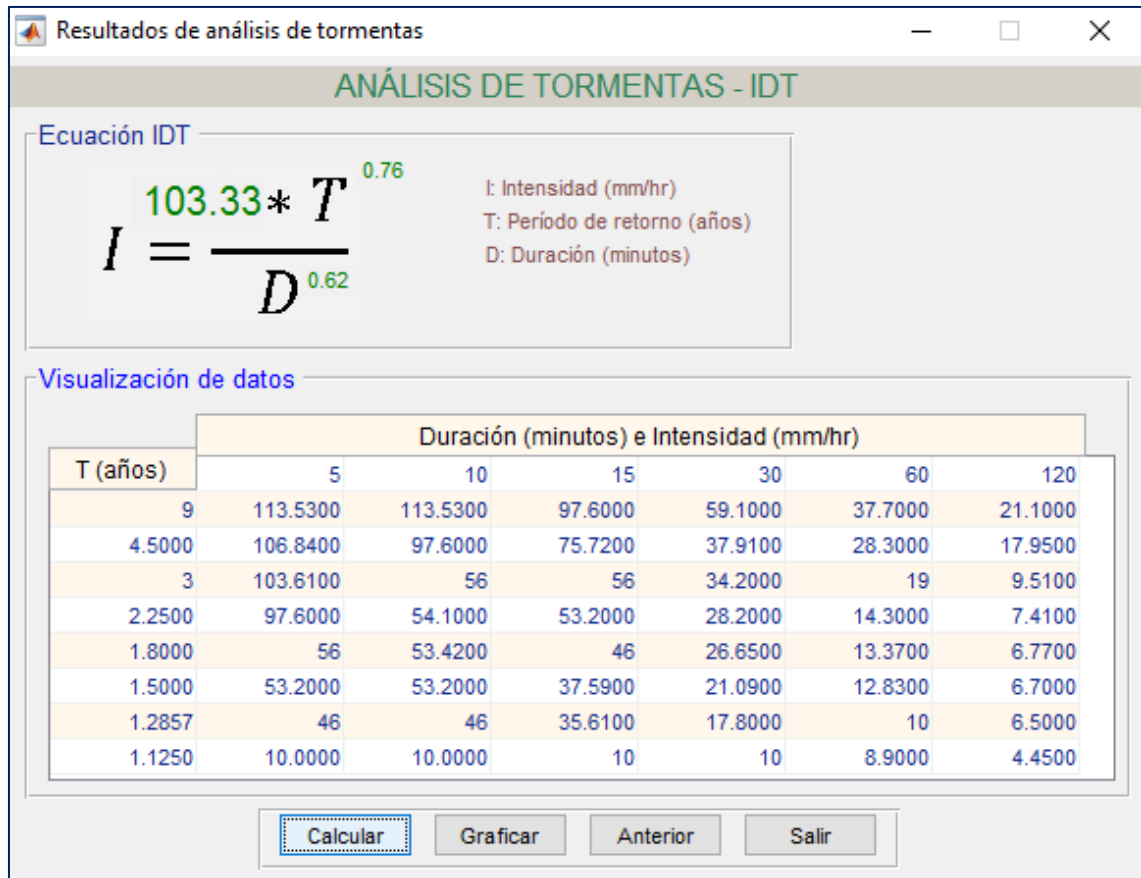 Resultados de análisis de tormentas
ANÁLISIS DE TORMENTAS - IDT
Ecuación IDT
I = 103.33 * T^0.76 / D^0.62
I: Intensidad (mm/hr)
T: Período de retorno (años)
D: Duración (minutos)
Visualización de datos
Duración (minutos) e Intensidad (mm/hr)
T (años) 5 10 15 30 60 120
9 113.5300 113.5300 97.6000 59.1000 37.7000 21.1000
4.5000 106.8400 97.6000 75.7200 37.9100 28.3000 17.9500
3 103.6100 56 56 34.2000 19 9.5100
2.2500 97.6000 54.1000 53.2000 28.2000 14.3000 7.4100
1.8000 56 53.4200 46 26.6500 13.3700 6.7700
1.5000 53.2000 53.2000 37.5900 21.0900 12.8300 6.7000
1.2857 46 46 35.6100 17.8000 10 6.5000
1.1250 10.0000 10.0000 10 10 8.9000 4.4500
Calcular Graficar Anterior Salir